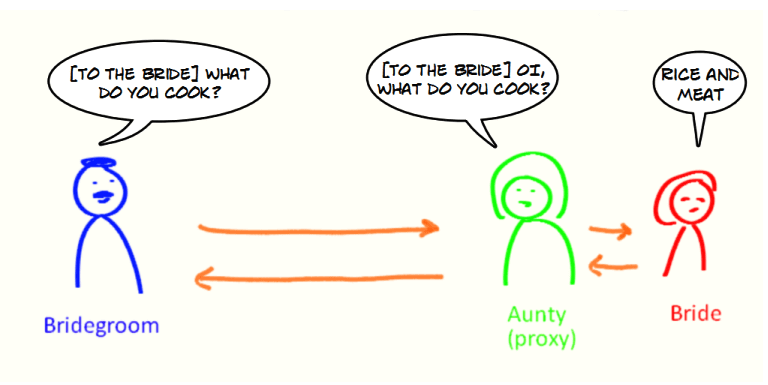 [TO THE BRIDE] WHAT
DO YOU COOK?
[TO THE BRIDE] OI,
WHAT DO YOU COOK?
RICE AND
MEAT
Bridegroom
Aunty
(proxy)
Bride